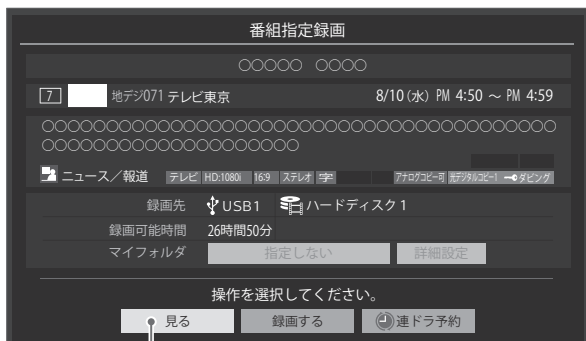 番組指定録画
○○○○○ ○○○○
7 地デジ071 テレビ東京 8/10(水) PM 4:50 ~ PM 4:59
○○○○○○○○○○○○○○○○○○○○○○○○○○○○○○○○○○○○○○○○
○○○○○○○○○○○○○○○○○○○○
ニュース/報道 テレビ HD:1080i 16:9 ステレオ 字 アナログコピー可 光デジタルコピー1 ダビング
録画先 USB1 ハードディスク1
録画可能時間 26時間50分
マイフォルダ 指定しない 詳細設定
操作を選択してください。
見る 録画する 連ドラ予約